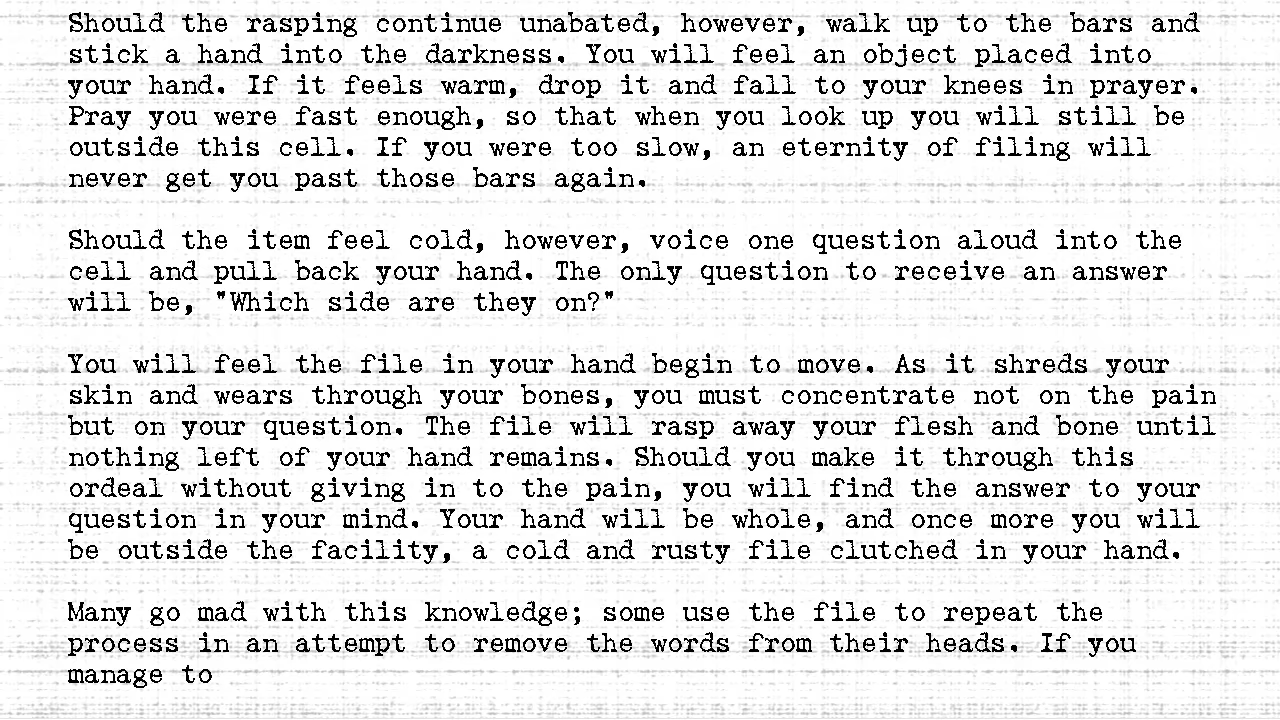 Should the rasping continue unabated, however, walk up to the bars and
stick a hand into the darkness. You will feel an object placed into
your hand. If it feels warm, drop it and fall to your knees in prayer.
Pray you were fast enough, so that when you look up you will still be
outside this cell. If you were too slow, an eternity of filing will
never get you past those bars again.
Should the item feel cold, however, voice one question aloud into the
cell and pull back your hand. The only question to receive an answer
will be, "Which side are they on?"
You will feel the file in your hand begin to move. As it shreds your
skin and wears through your bones, you must concentrate not on the pain
but on your question. The file will rasp away your flesh and bone until
nothing left of your hand remains. Should you make it through this
ordeal without giving in to the pain, you will find the answer to your
question in your mind. Your hand will be whole, and once more you will
be outside the facility, a cold and rusty file clutched in your hand.
Many go mad with this knowledge; some use the file to repeat the
process in an attempt to remove the words from their heads. If you
manage to